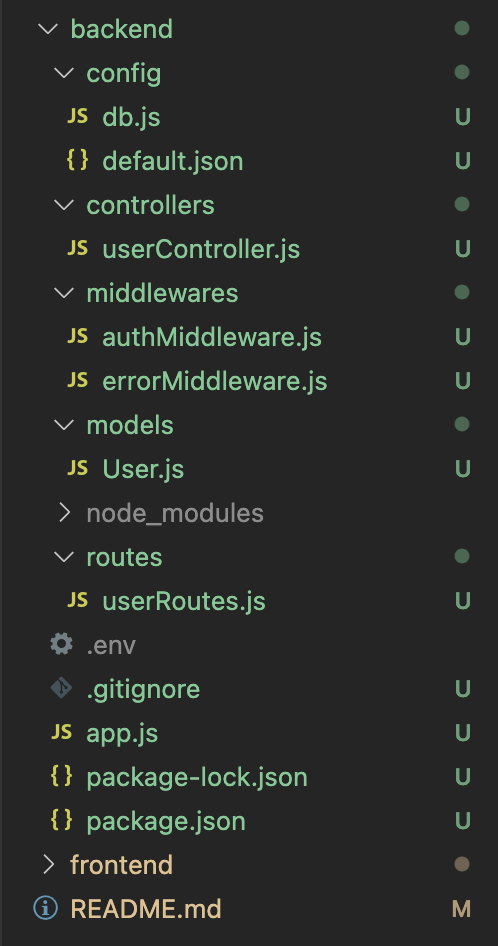 backend
config
JS db.js U
{} default.json U
controllers
JS userController.js U
middlewares
JS authMiddleware.js U
JS errorMiddleware.js U
models
JS User.js U
node_modules
routes
JS userRoutes.js U
.env
.gitignore U
JS app.js U
{} package-lock.json U
{} package.json U
frontend
README.md M